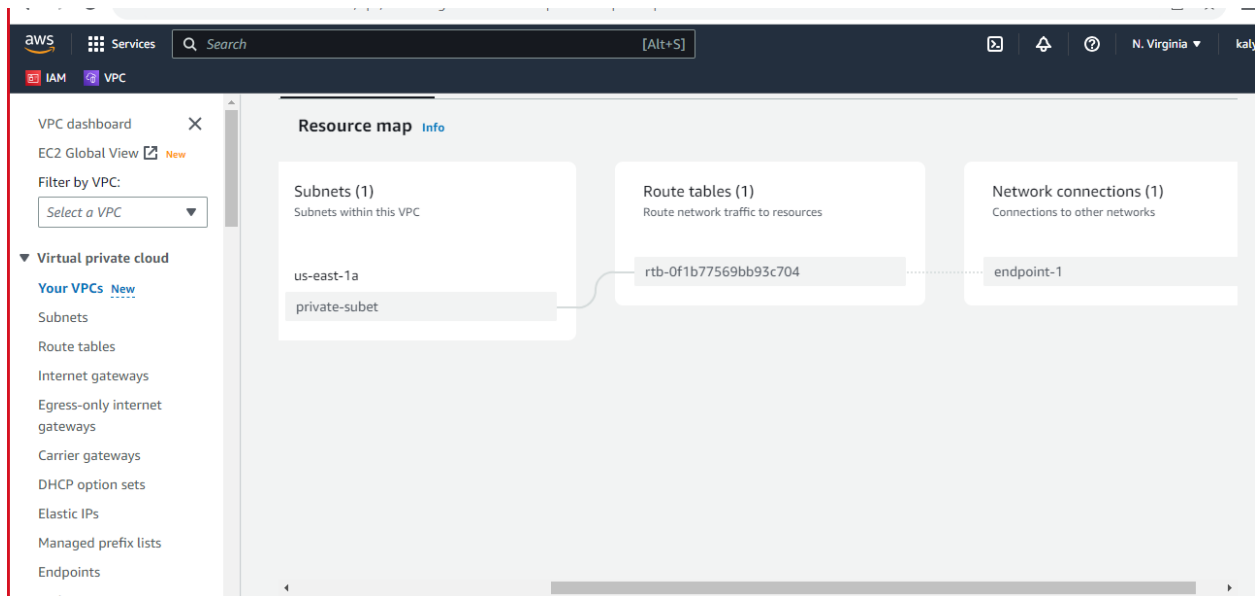 aws
Services
Search
[Alt+S]
N. Virginia
kaly
IAM
VPC
VPC dashboard
EC2 Global View New
Filter by VPC:
Select a VPC
Virtual private cloud
Your VPCs New
Subnets
Route tables
Internet gateways
Egress-only internet
gateways
Carrier gateways
DHCP option sets
Elastic IPs
Managed prefix lists
Endpoints
Resource map Info
Subnets (1)
Subnets within this VPC
us-east-1a
private-subet
Route tables (1)
Route network traffic to resources
rtb-0f1b77569bb93c704
Network connections (1)
Connections to other networks
endpoint-1